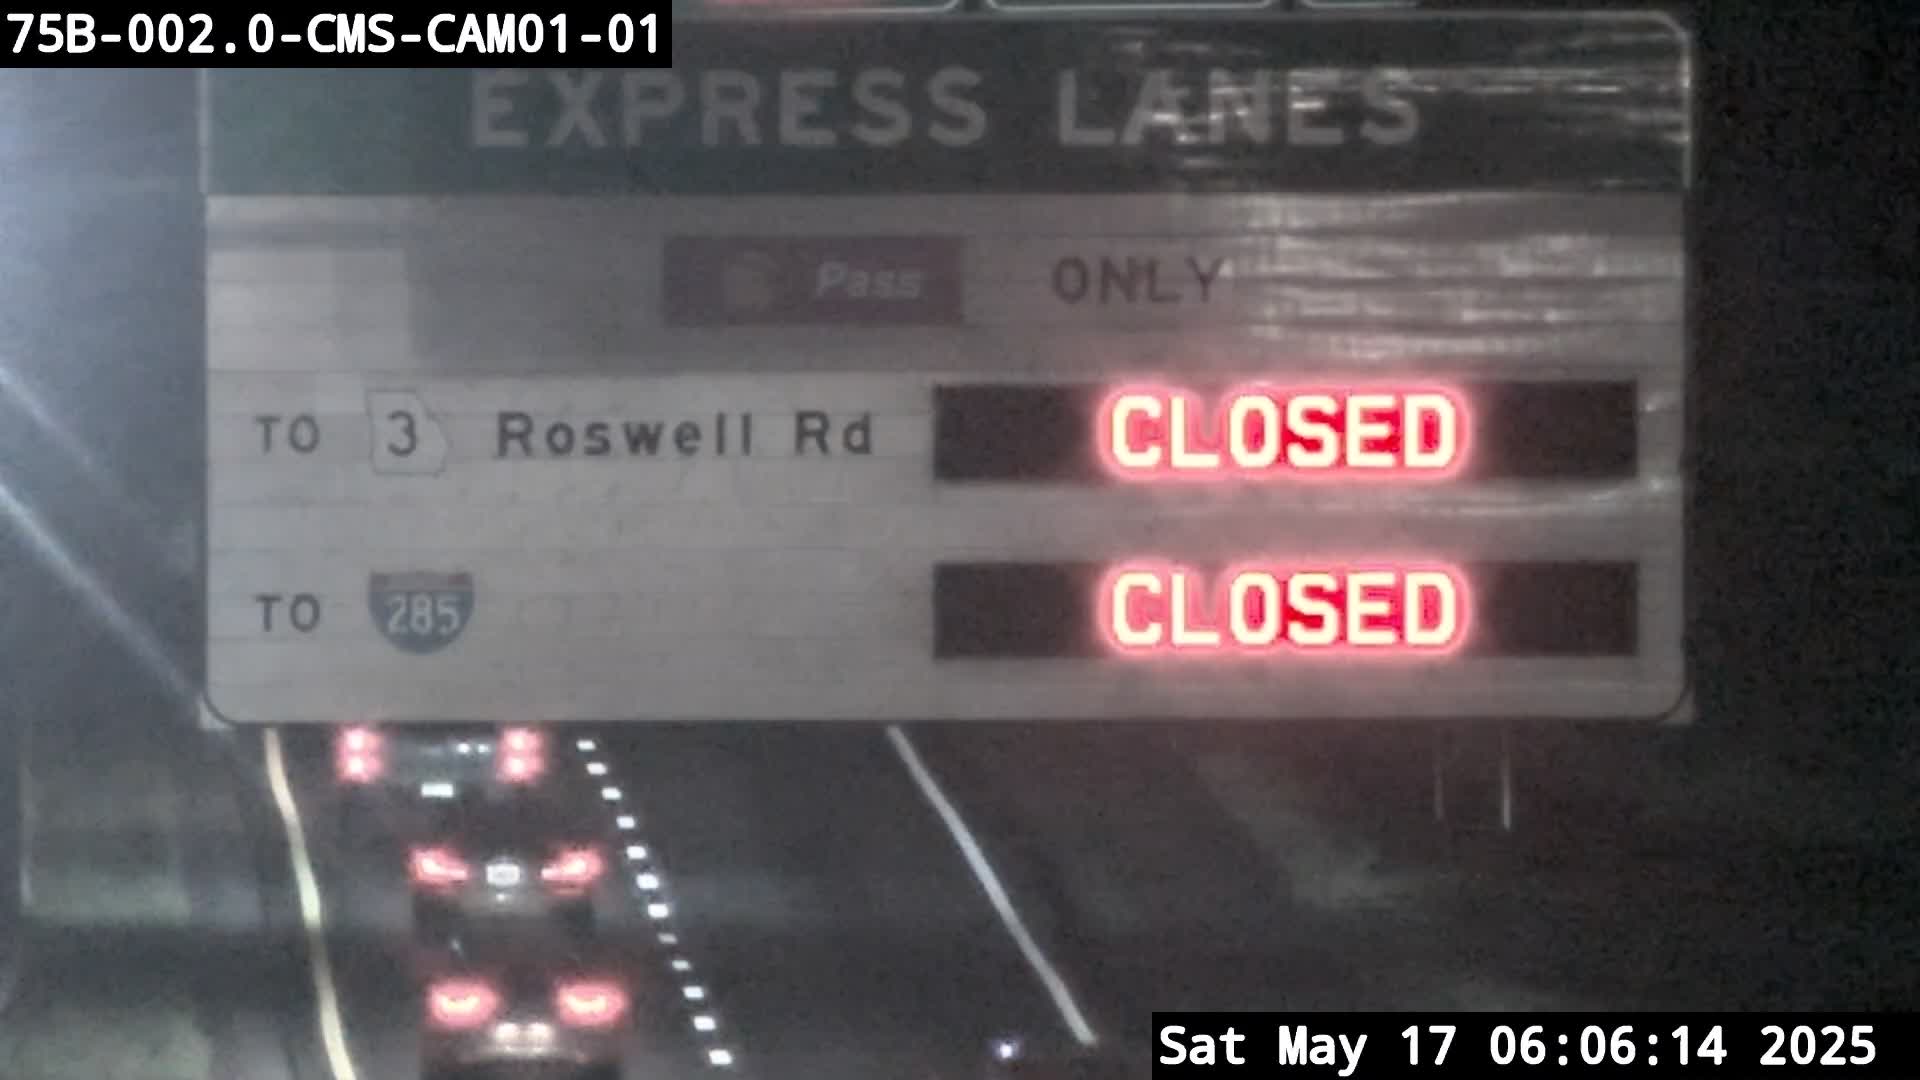 75B-002.0-CMS-CAM01-01
EXPRESS LANES
Pass ONLY
TO 3 Roswell Rd CLOSED
TO 285 CLOSED
Sat May 17 06:06:14 2025